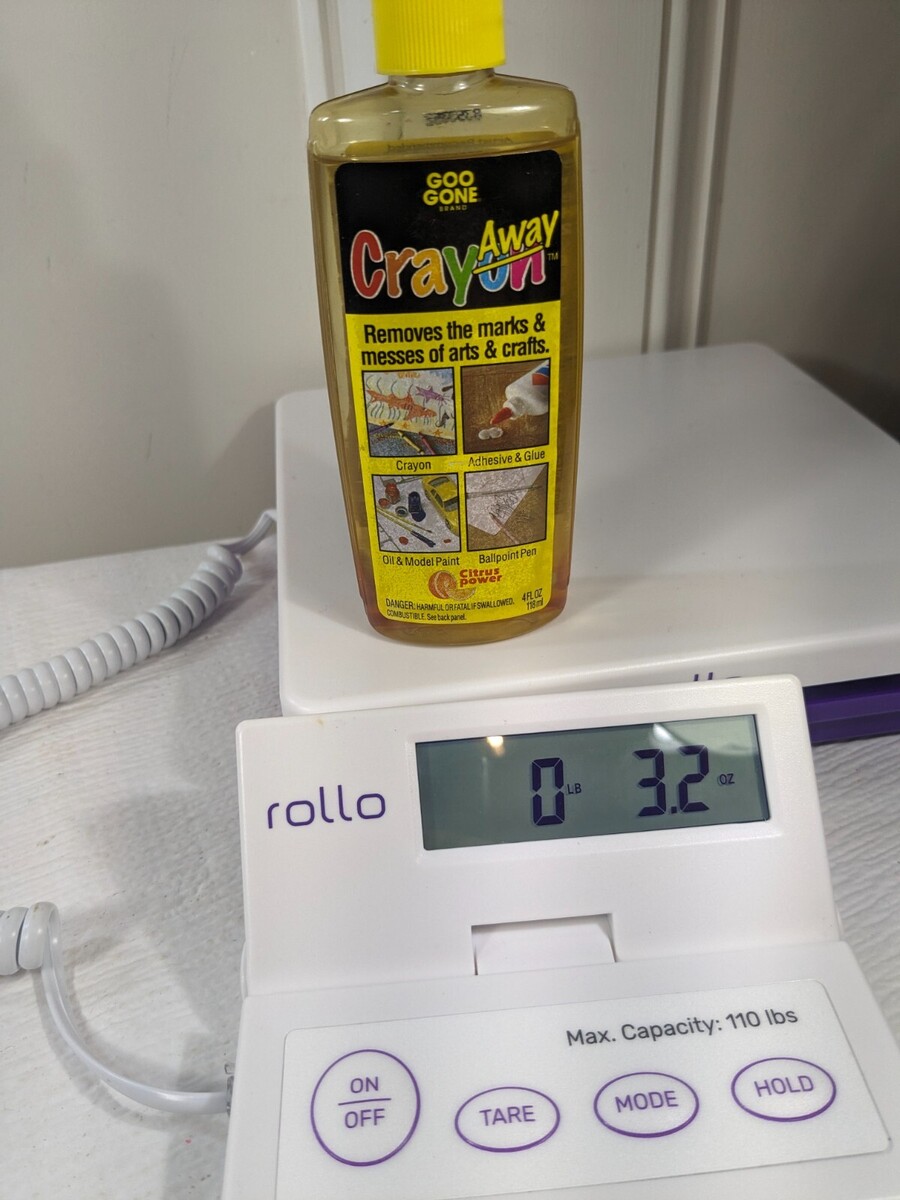 GOO
GONE
BRAND
Crayon Away™
Removes the marks &
messes of arts & crafts.
Crayon
Adhesive & Glue
Oil & Model Paint
Ballpoint Pen
Citrus
power
DANGER: HARMFUL OR FATAL IF SWALLOWED.
COMBUSTIBLE. See back panel.
4 FL OZ
118 ml
rollo
0 LB 3.2 OZ
Max. Capacity: 110 lbs
ON
OFF
TARE
MODE
HOLD